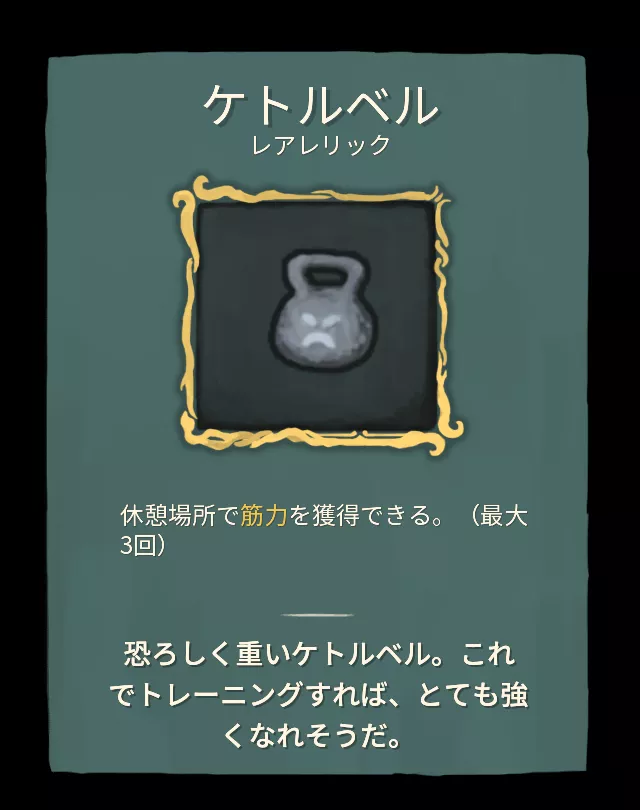 ケトルベル
レアレリック
休憩場所で筋力を獲得できる。（最大
3回）
恐ろしく重いケトルベル。これ
でトレーニングすれば、とても強
くなれそうだ。